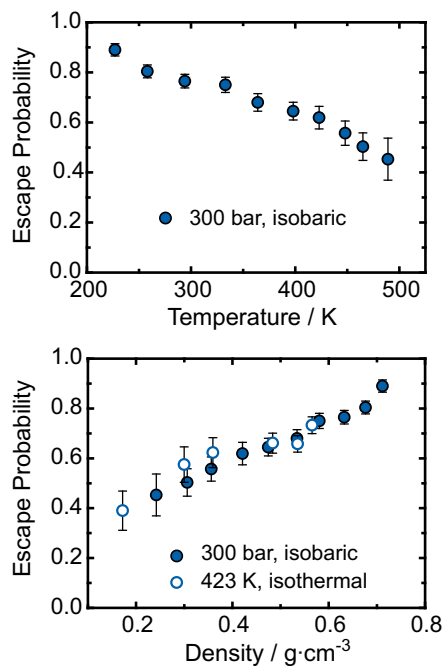 1.0
0.8
0.6
0.4
0.2
0.0
Escape Probability
300 bar, isobaric
200 300 400 500
Temperature / K
1.0
0.8
0.6
0.4
0.2
0.0
Escape Probability
300 bar, isobaric
423 K, isothermal
0.2 0.4 0.6 0.8
Density / g·cm⁻³